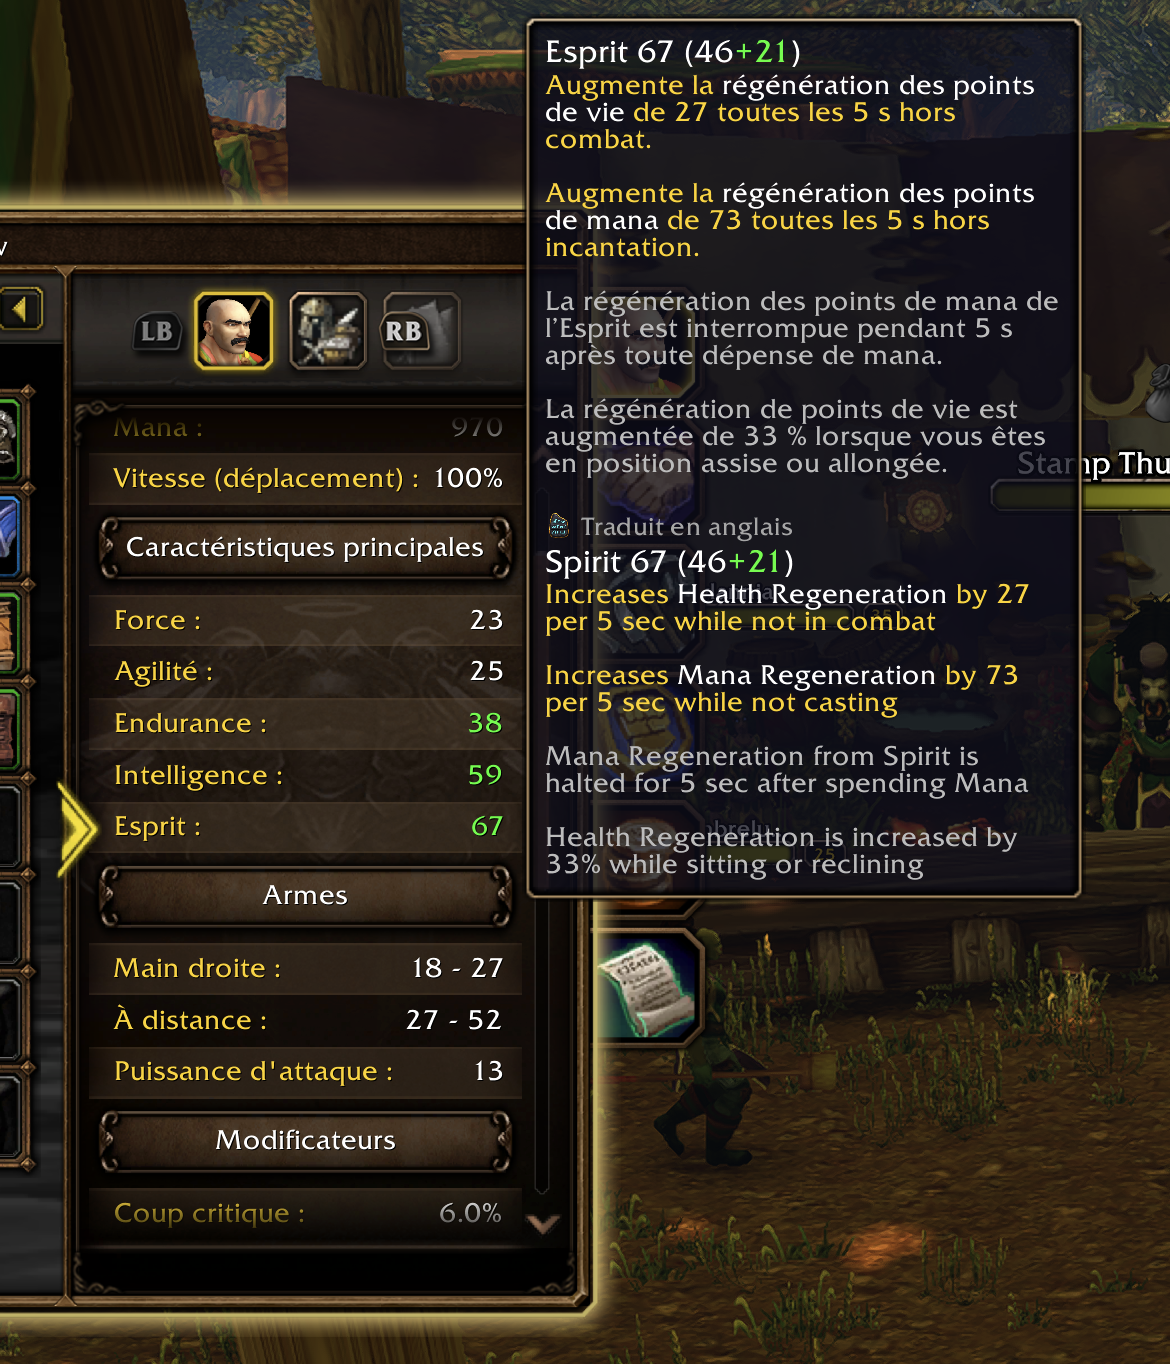 Esprit 67 (46+21)
Augmente la régénération des points
de vie de 27 toutes les 5 s hors
combat.
Augmente la régénération des points
de mana de 73 toutes les 5 s hors
incantation.
La régénération des points de mana de
l'Esprit est interrompue pendant 5 s
après toute dépense de mana.
La régénération de points de vie est
augmentée de 33 % lorsque vous êtes
en position assise ou allongée.
Traduit en anglais
Spirit 67 (46+21)
Increases Health Regeneration by 27
per 5 sec while not in combat
Increases Mana Regeneration by 73
per 5 sec while not casting
Mana Regeneration from Spirit is
halted for 5 sec after spending Mana
Health Regeneration is increased by
33% while sitting or reclining
LB
RB
Mana : 970
Vitesse (déplacement) : 100%
Caractéristiques principales
Force : 23
Agilité : 25
Endurance : 38
Intelligence : 59
Esprit : 67
Armes
Main droite : 18 - 27
À distance : 27 - 52
Puissance d'attaque : 13
Modificateurs
Coup critique : 6.0%
25